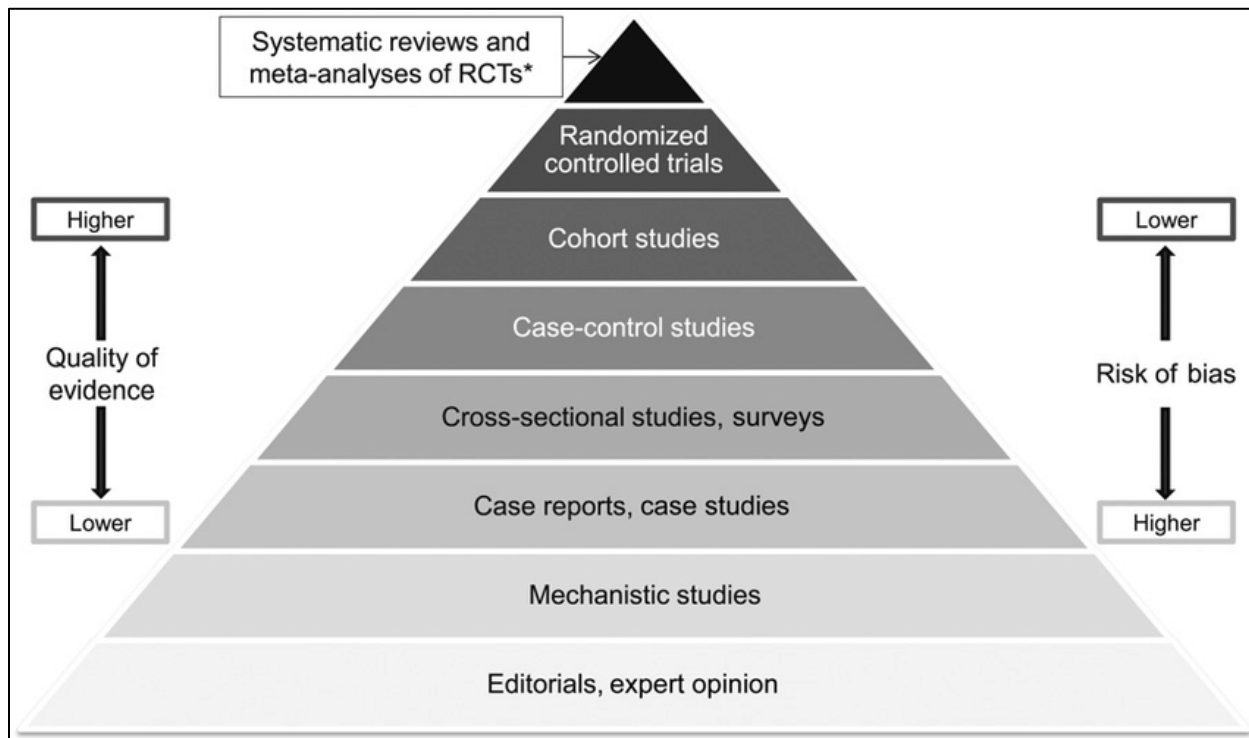 Systematic reviews and
meta-analyses of RCTs*
Randomized
controlled trials
Higher
Lower
Cohort studies
Case-control studies
Quality of
evidence
Risk of bias
Cross-sectional studies, surveys
Case reports, case studies
Lower
Higher
Mechanistic studies
Editorials, expert opinion